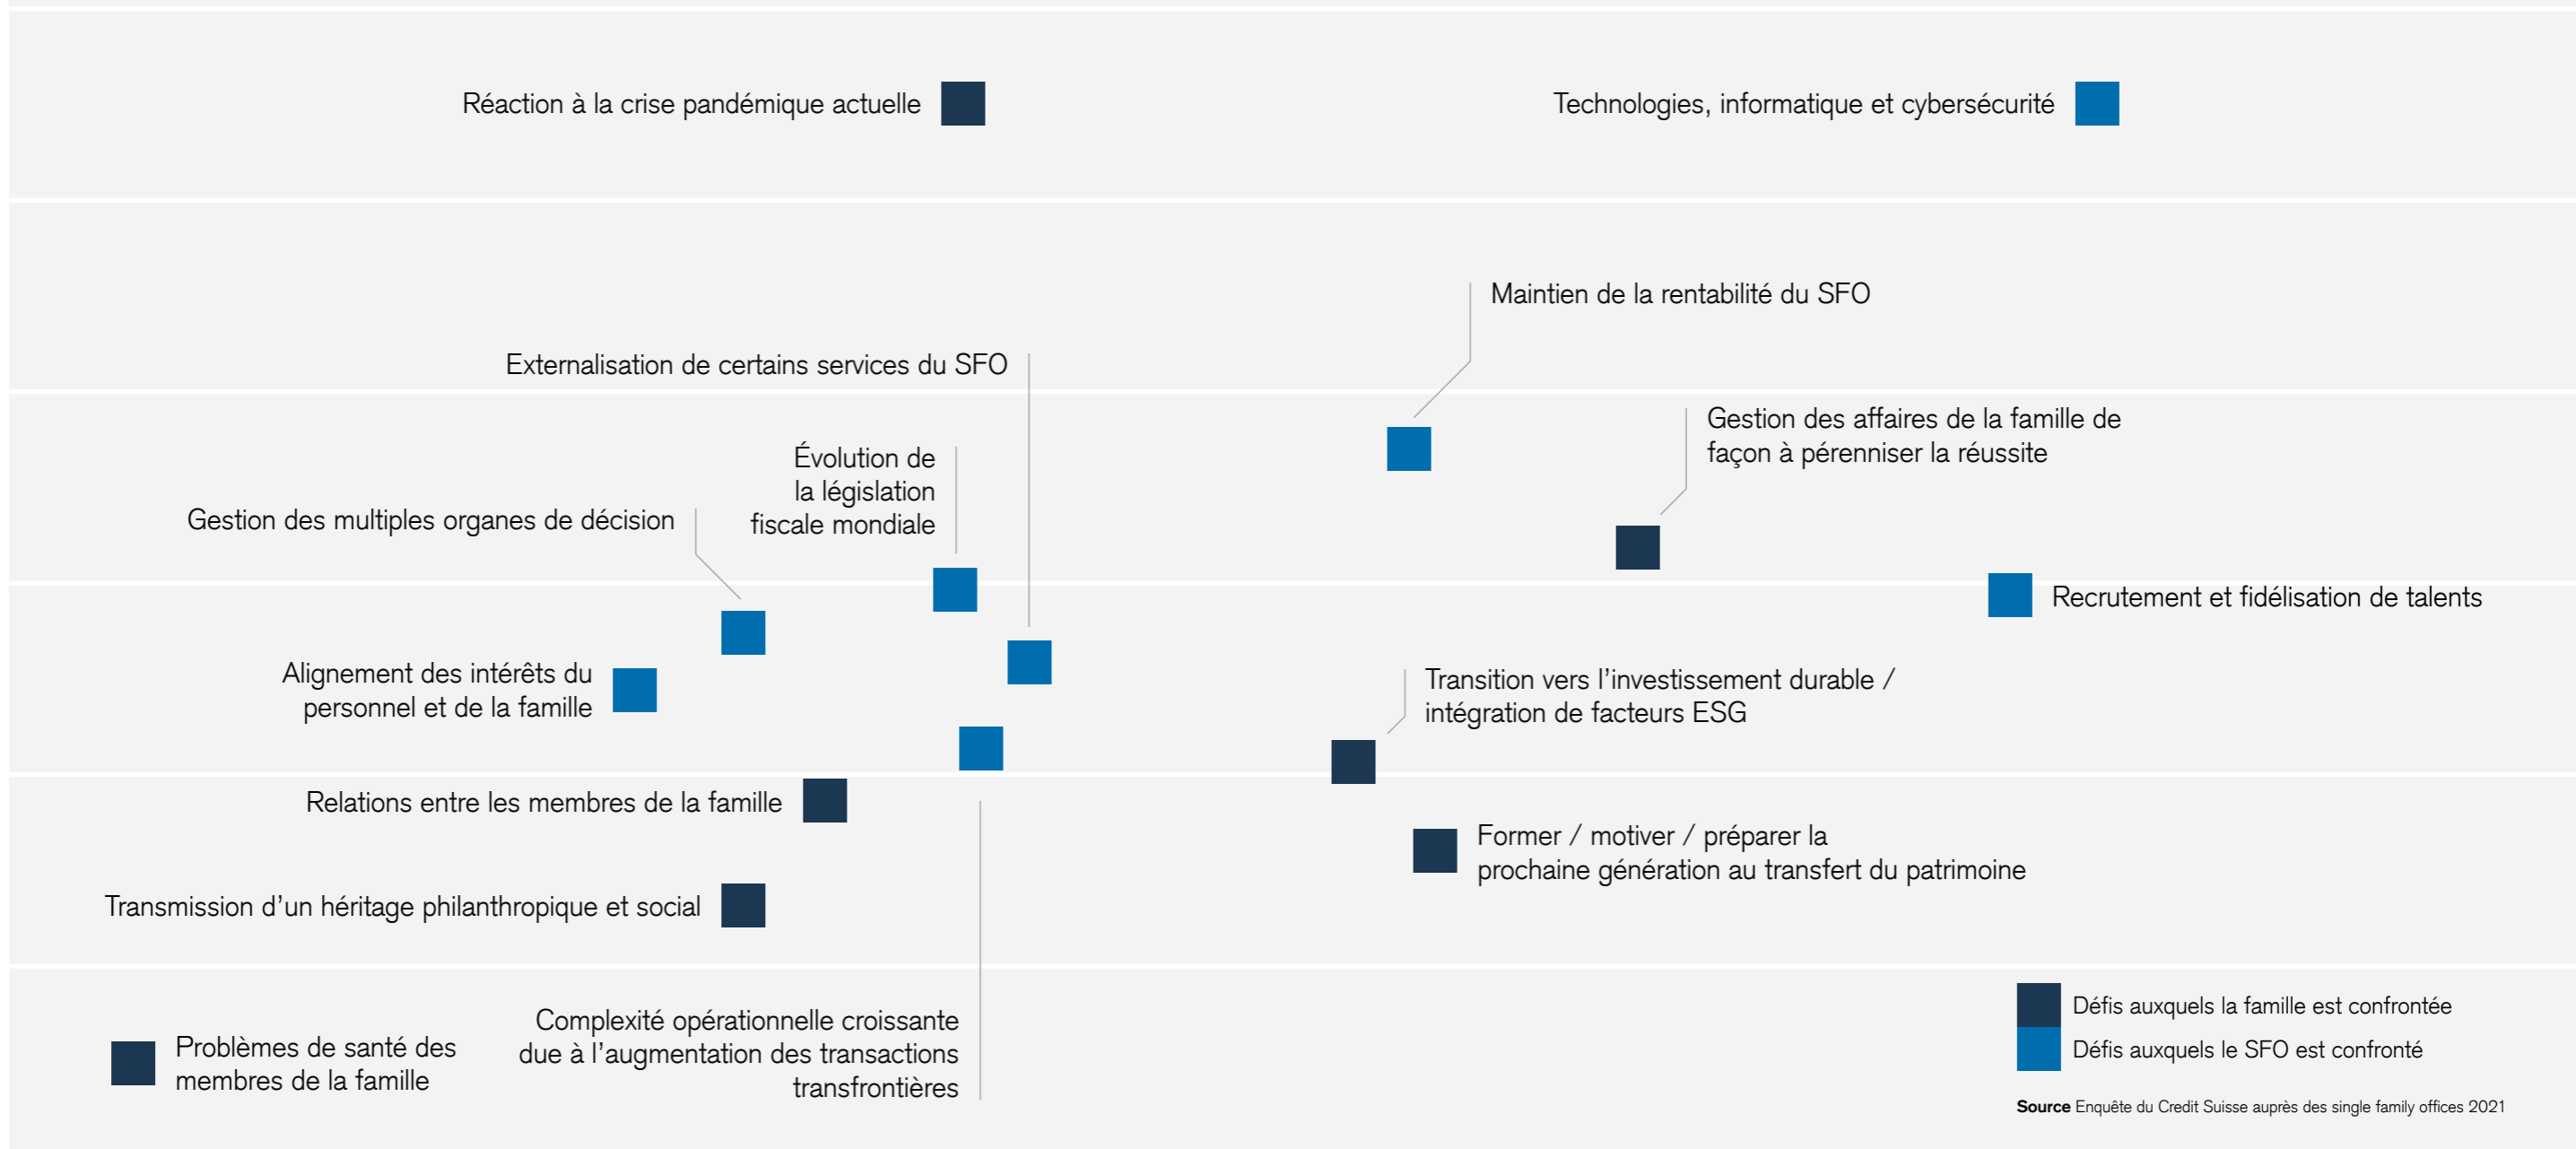 Réaction à la crise pandémique actuelle
Technologies, informatique et cybersécurité
Maintien de la rentabilité du SFO
Externalisation de certains services du SFO
Gestion des affaires de la famille de
façon à pérenniser la réussite
Évolution de
la législation
fiscale mondiale
Gestion des multiples organes de décision
Recrutement et fidélisation de talents
Alignement des intérêts du
personnel et de la famille
Transition vers l’investissement durable /
intégration de facteurs ESG
Relations entre les membres de la famille
Former / motiver / préparer la
prochaine génération au transfert du patrimoine
Transmission d’un héritage philanthropique et social
Problèmes de santé des
membres de la famille
Complexité opérationnelle croissante
due à l’augmentation des transactions
transfrontières
Défis auxquels la famille est confrontée
Défis auxquels le SFO est confronté
Source Enquête du Credit Suisse auprès des single family offices 2021